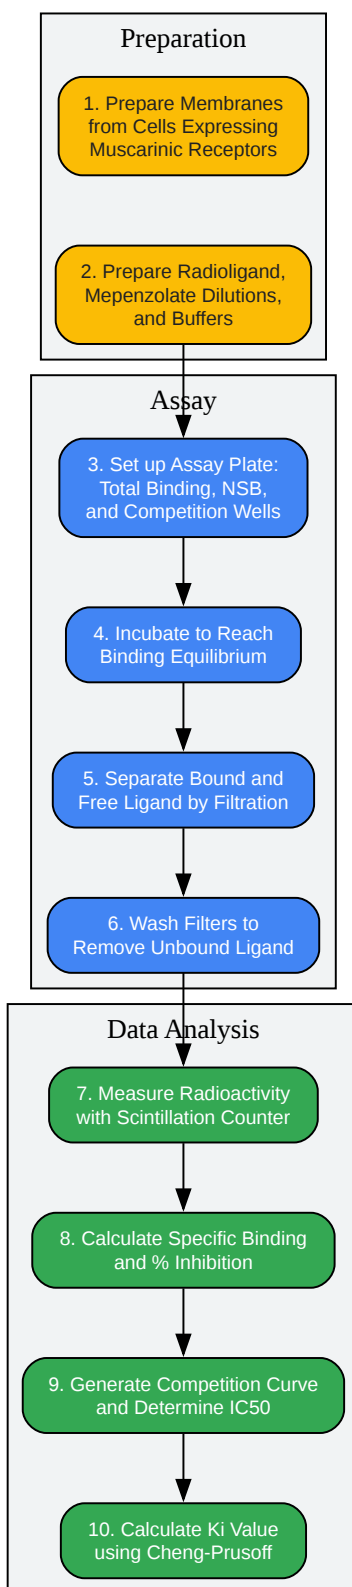 Preparation
1. Prepare Membranes
from Cells Expressing
Muscarinic Receptors
2. Prepare Radioligand,
Mepenzolate Dilutions,
and Buffers
Assay
3. Set up Assay Plate:
Total Binding, NSB,
and Competition Wells
4. Incubate to Reach
Binding Equilibrium
5. Separate Bound and
Free Ligand by Filtration
6. Wash Filters to
Remove Unbound Ligand
Data Analysis
7. Measure Radioactivity
with Scintillation Counter
8. Calculate Specific Binding
and % Inhibition
9. Generate Competition Curve
and Determine IC50
10. Calculate Ki Value
using Cheng-Prusoff